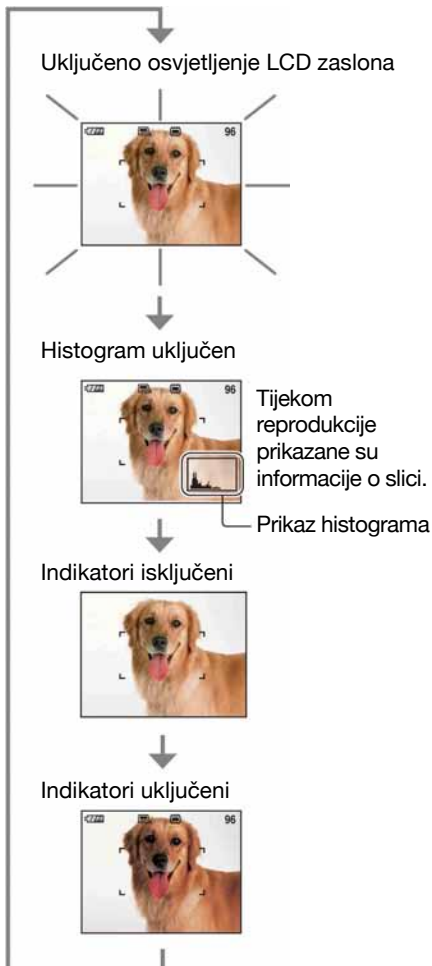 Uključeno osvjetljenje LCD zaslona
96
Histogram uključen
96
Tijekom
reprodukcije
prikazane su
informacije o slici.
Prikaz histograma
Indikatori isključeni
Indikatori uključeni
96